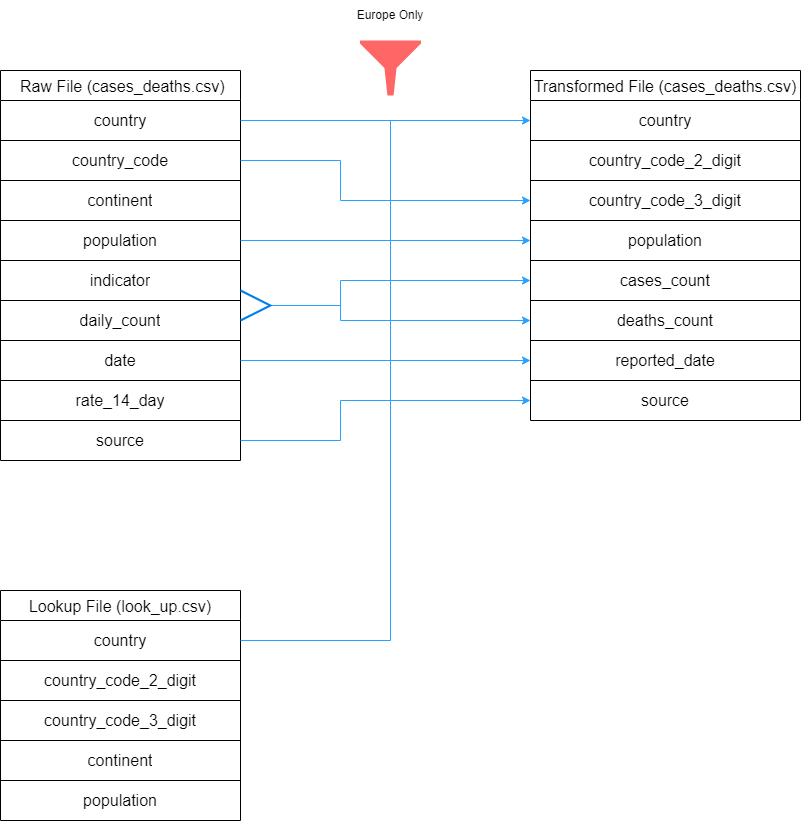 Europe Only
Raw File (cases_deaths.csv)
country
country_code
continent
population
indicator
daily_count
date
rate_14_day
source
Transformed File (cases_deaths.csv)
country
country_code_2_digit
country_code_3_digit
population
cases_count
deaths_count
reported_date
source
Lookup File (look_up.csv)
country
country_code_2_digit
country_code_3_digit
continent
population